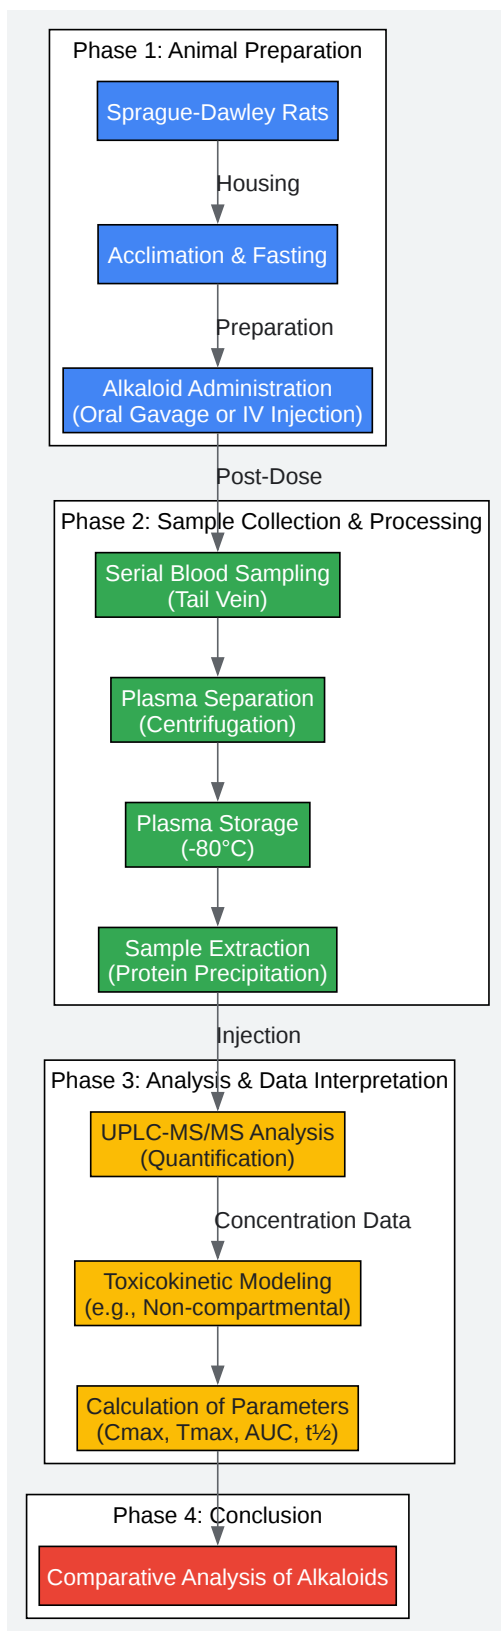 Phase 1: Animal Preparation
Sprague-Dawley Rats
Housing
Acclimation & Fasting
Preparation
Alkaloid Administration
(Oral Gavage or IV Injection)
Post-Dose
Phase 2: Sample Collection & Processing
Serial Blood Sampling
(Tail Vein)
Plasma Separation
(Centrifugation)
Plasma Storage
(-80°C)
Sample Extraction
(Protein Precipitation)
Injection
Phase 3: Analysis & Data Interpretation
UPLC-MS/MS Analysis
(Quantification)
Concentration Data
Toxicokinetic Modeling
(e.g., Non-compartmental)
Calculation of Parameters
(Cmax, Tmax, AUC, t½)
Phase 4: Conclusion
Comparative Analysis of Alkaloids